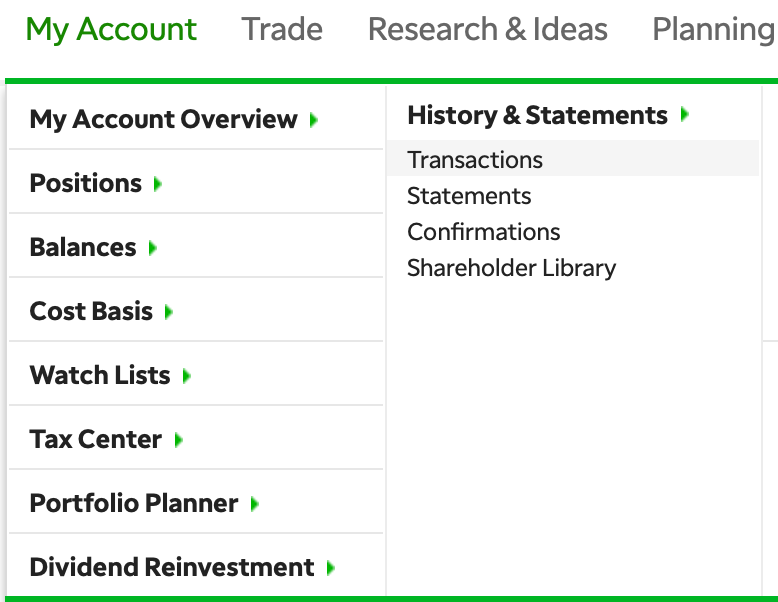 My Account Trade Research & Ideas Planning
My Account Overview
Positions
Balances
Cost Basis
Watch Lists
Tax Center
Portfolio Planner
Dividend Reinvestment
History & Statements
Transactions
Statements
Confirmations
Shareholder Library